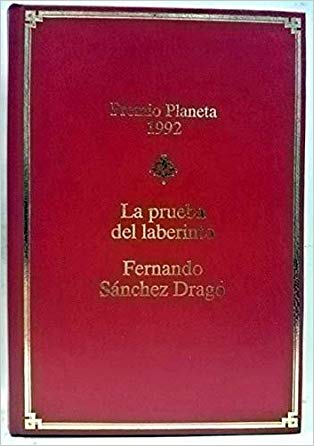 Premio Planeta
1992
La prueba
del laberinto
Fernando
Sánchez Dragó